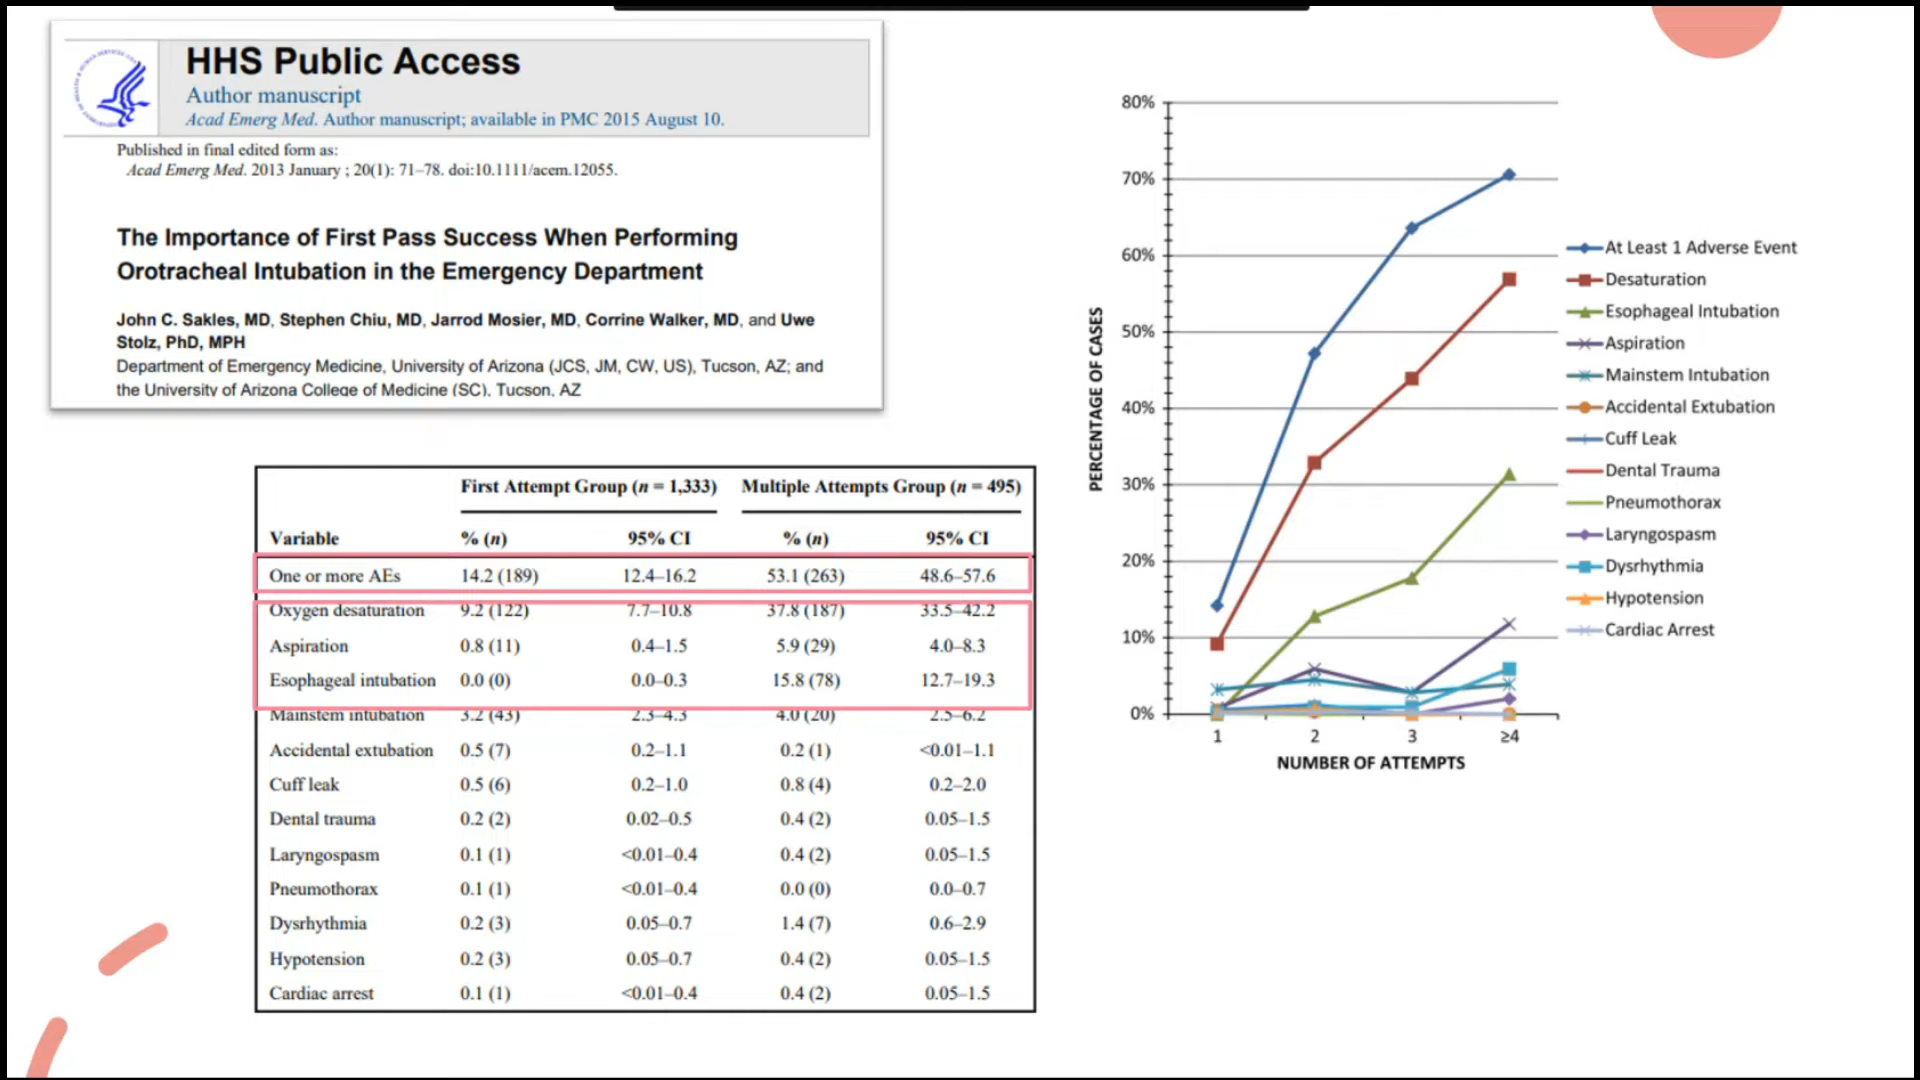 HHS Public Access
Author manuscript
Acad Emerg Med. Author manuscript; available in PMC 2015 August 10.
Published in final edited form as:
Acad Emerg Med. 2013 January ; 20(1): 71–78. doi:10.1111/acem.12055.
The Importance of First Pass Success When Performing
Orotracheal Intubation in the Emergency Department
John C. Sakles, MD, Stephen Chiu, MD, Jarrod Mosier, MD, Corrine Walker, MD, and Uwe
Stolz, PhD, MPH
Department of Emergency Medicine, University of Arizona (JCS, JM, CW, US), Tucson, AZ; and
the University of Arizona College of Medicine (SC), Tucson, AZ
First Attempt Group (n = 1,333) Multiple Attempts Group (n = 495)
Variable % (n) 95% CI % (n) 95% CI
One or more AEs 14.2 (189) 12.4–16.2 53.1 (263) 48.6–57.6
Oxygen desaturation 9.2 (122) 7.7–10.8 37.8 (187) 33.5–42.2
Aspiration 0.8 (11) 0.4–1.5 5.9 (29) 4.0–8.3
Esophageal intubation 0.0 (0) 0.0–0.3 15.8 (78) 12.7–19.3
Mainstem intubation 3.2 (43) 2.3–4.3 4.0 (20) 2.5–6.2
Accidental extubation 0.5 (7) 0.2–1.1 0.2 (1) <0.01–1.1
Cuff leak 0.5 (6) 0.2–1.0 0.8 (4) 0.2–2.0
Dental trauma 0.2 (2) 0.02–0.5 0.4 (2) 0.05–1.5
Laryngospasm 0.1 (1) <0.01–0.4 0.4 (2) 0.05–1.5
Pneumothorax 0.1 (1) <0.01–0.4 0.0 (0) 0.0–0.7
Dysrhythmia 0.2 (3) 0.05–0.7 1.4 (7) 0.6–2.9
Hypotension 0.2 (3) 0.05–0.7 0.4 (2) 0.05–1.5
Cardiac arrest 0.1 (1) <0.01–0.4 0.4 (2) 0.05–1.5
PERCENTAGE OF CASES
80%
70%
60%
50%
40%
30%
20%
10%
0%
1 2 3 ≥4
NUMBER OF ATTEMPTS
At Least 1 Adverse Event
Desaturation
Esophageal Intubation
Aspiration
Mainstem Intubation
Accidental Extubation
Cuff Leak
Dental Trauma
Pneumothorax
Laryngospasm
Dysrhythmia
Hypotension
Cardiac Arrest